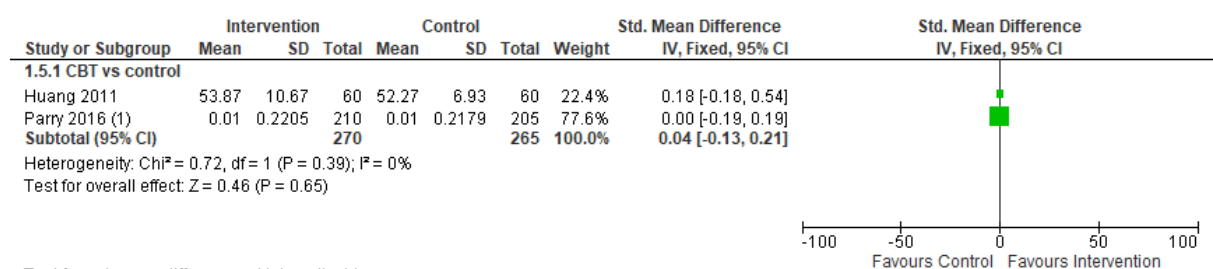 Intervention Control Std. Mean Difference Std. Mean Difference
Study or Subgroup Mean SD Total Mean SD Total Weight IV, Fixed, 95% CI IV, Fixed, 95% CI
1.5.1 CBT vs control
Huang 2011 53.87 10.67 60 52.27 6.93 60 22.4% 0.18 [-0.18, 0.54]
Parry 2016 (1) 0.01 0.2205 210 0.01 0.2179 205 77.6% 0.00 [-0.19, 0.19]
Subtotal (95% CI) 270 265 100.0% 0.04 [-0.13, 0.21]
Heterogeneity: Chi² = 0.72, df = 1 (P = 0.39); I² = 0%
Test for overall effect: Z = 0.46 (P = 0.65)
-100 -50 0 50 100
Favours Control Favours Intervention